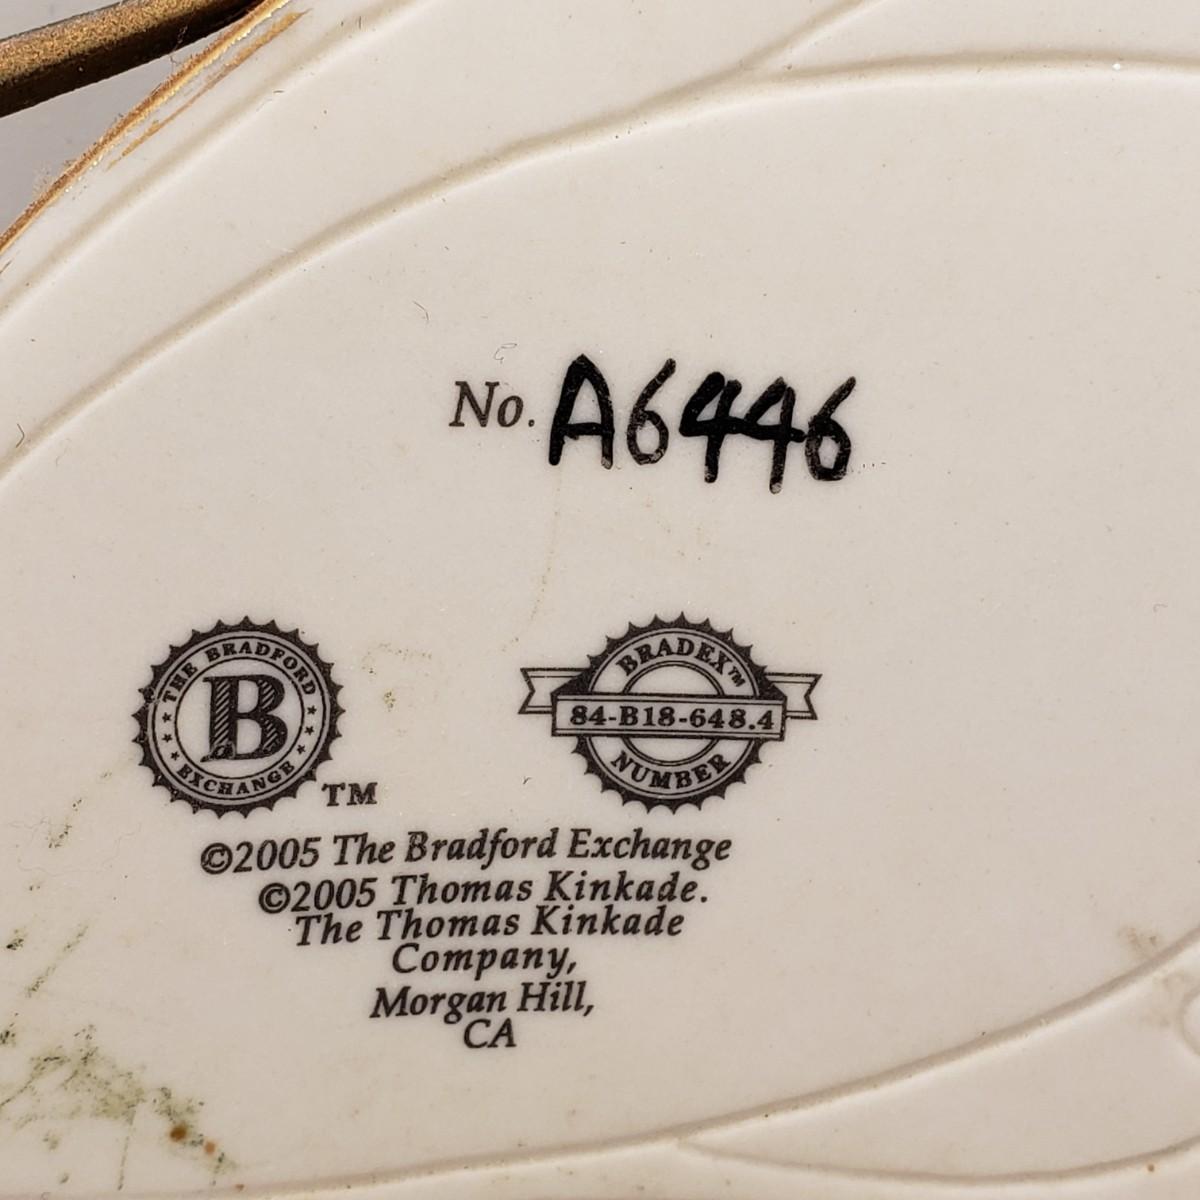 No. A6446
THE BRADFORD
B
EXCHANGE
TM
BRADEX™
84-B18-648.4
NUMBER
©2005 The Bradford Exchange
©2005 Thomas Kinkade.
The Thomas Kinkade
Company,
Morgan Hill,
CA